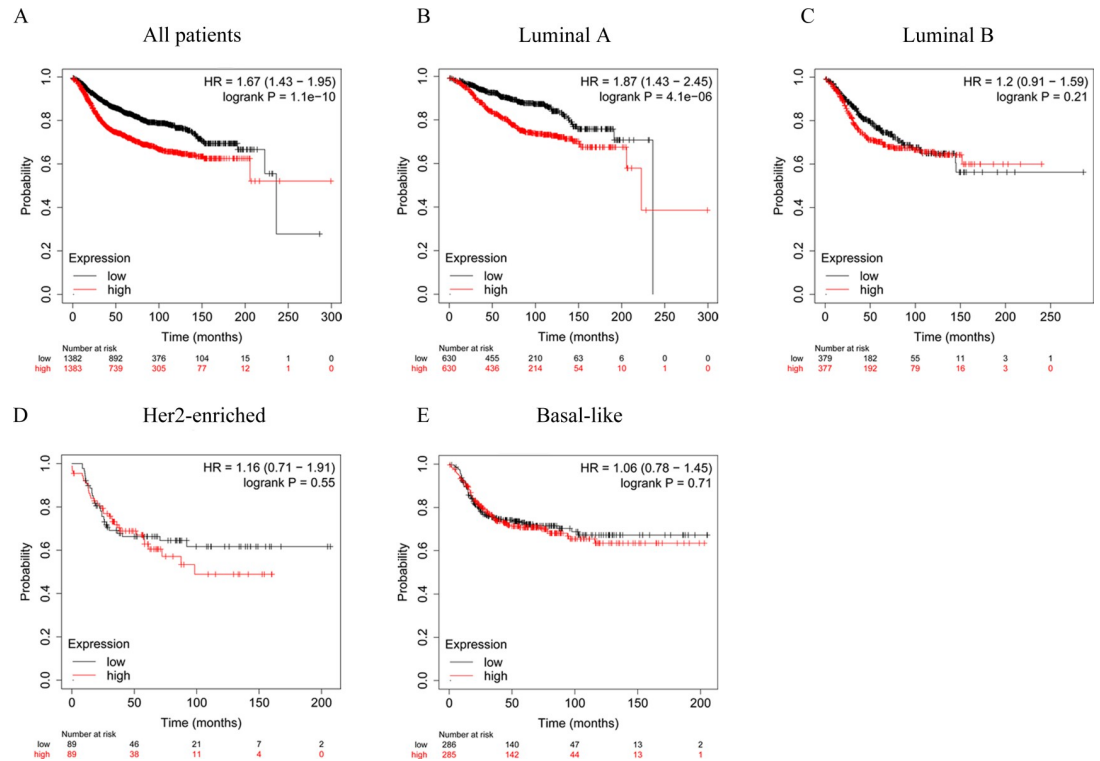 A
All patients
HR = 1.67 (1.43 − 1.95)
logrank P = 1.1e−10
Probability
1.0
0.8
0.6
0.4
0.2
0.0
Expression
low
high
0 50 100 150 200 250 300
Time (months)
Number at risk
low 1382 892 376 104 15 1 0
high 1383 739 305 77 12 1 0
B
Luminal A
HR = 1.87 (1.43 − 2.45)
logrank P = 4.1e−06
Probability
1.0
0.8
0.6
0.4
0.2
0.0
Expression
low
high
0 50 100 150 200 250 300
Time (months)
Number at risk
low 630 455 210 63 6 0 0
high 630 436 214 54 10 1 0
C
Luminal B
HR = 1.2 (0.91 − 1.59)
logrank P = 0.21
Probability
1.0
0.8
0.6
0.4
0.2
0.0
Expression
low
high
0 50 100 150 200 250
Time (months)
Number at risk
low 379 182 55 11 3 1
high 377 192 79 16 3 0
D
Her2-enriched
HR = 1.16 (0.71 − 1.91)
logrank P = 0.55
Probability
1.0
0.8
0.6
0.4
0.2
0.0
Expression
low
high
0 50 100 150 200
Time (months)
Number at risk
low 89 46 21 7 2
high 89 38 11 4 0
E
Basal-like
HR = 1.06 (0.78 − 1.45)
logrank P = 0.71
Probability
1.0
0.8
0.6
0.4
0.2
0.0
Expression
low
high
0 50 100 150 200
Time (months)
Number at risk
low 286 140 47 13 2
high 285 142 44 13 1